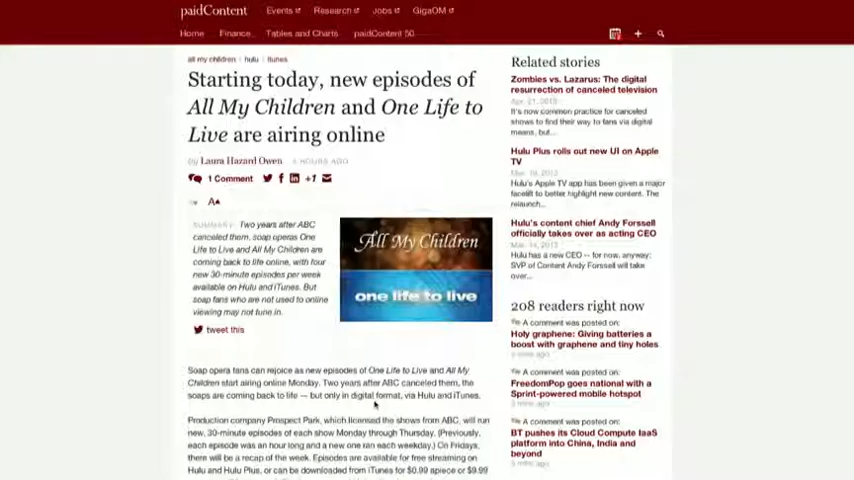 paidContent
Events Research Jobs GigaOM
Home Finance Tables and Charts paidContent 50
all my children hulu itunes
Starting today, new episodes of
All My Children and One Life to
Live are airing online
by Laura Hazard Owen 5 HOURS AGO
1 Comment +1
A
SUMMARY: Two years after ABC
canceled them, soap operas One
Life to Live and All My Children are
coming back to life online, with four
new 30-minute episodes per week
available on Hulu and iTunes. But
soap fans who are not used to online
viewing may not tune in.
tweet this
All My Children
one life to live
Soap opera fans can rejoice as new episodes of One Life to Live and All My
Children start airing online Monday. Two years after ABC canceled them, the
soaps are coming back to life — but only in digital format, via Hulu and iTunes.
Production company Prospect Park, which licensed the shows from ABC, will run
new, 30-minute episodes of each show Monday through Thursday. (Previously,
each episode was an hour long and a new one ran each weekday.) On Fridays,
there will be a recap of the week. Episodes are available for free streaming on
Hulu and Hulu Plus, or can be downloaded from iTunes for $0.99 apiece or $9.99
Related stories
Zombies vs. Lazarus: The digital
resurrection of canceled television
Apr. 21, 2013
It's now common practice for canceled
shows to find their way to fans via digital
means, but...
Hulu Plus rolls out new UI on Apple
TV
Mar. 19, 2013
Hulu's Apple TV app has been given a major
facelift to better highlight new content. The
relaunch...
Hulu's content chief Andy Forssell
officially takes over as acting CEO
Mar. 14, 2013
Hulu has a new CEO — for now, anyway:
SVP of Content Andy Forssell will take
over...
208 readers right now
A comment was posted on:
Holy graphene: Giving batteries a
boost with graphene and tiny holes
A comment was posted on:
FreedomPop goes national with a
Sprint-powered mobile hotspot
A comment was posted on:
BT pushes its Cloud Compute IaaS
platform into China, India and
beyond